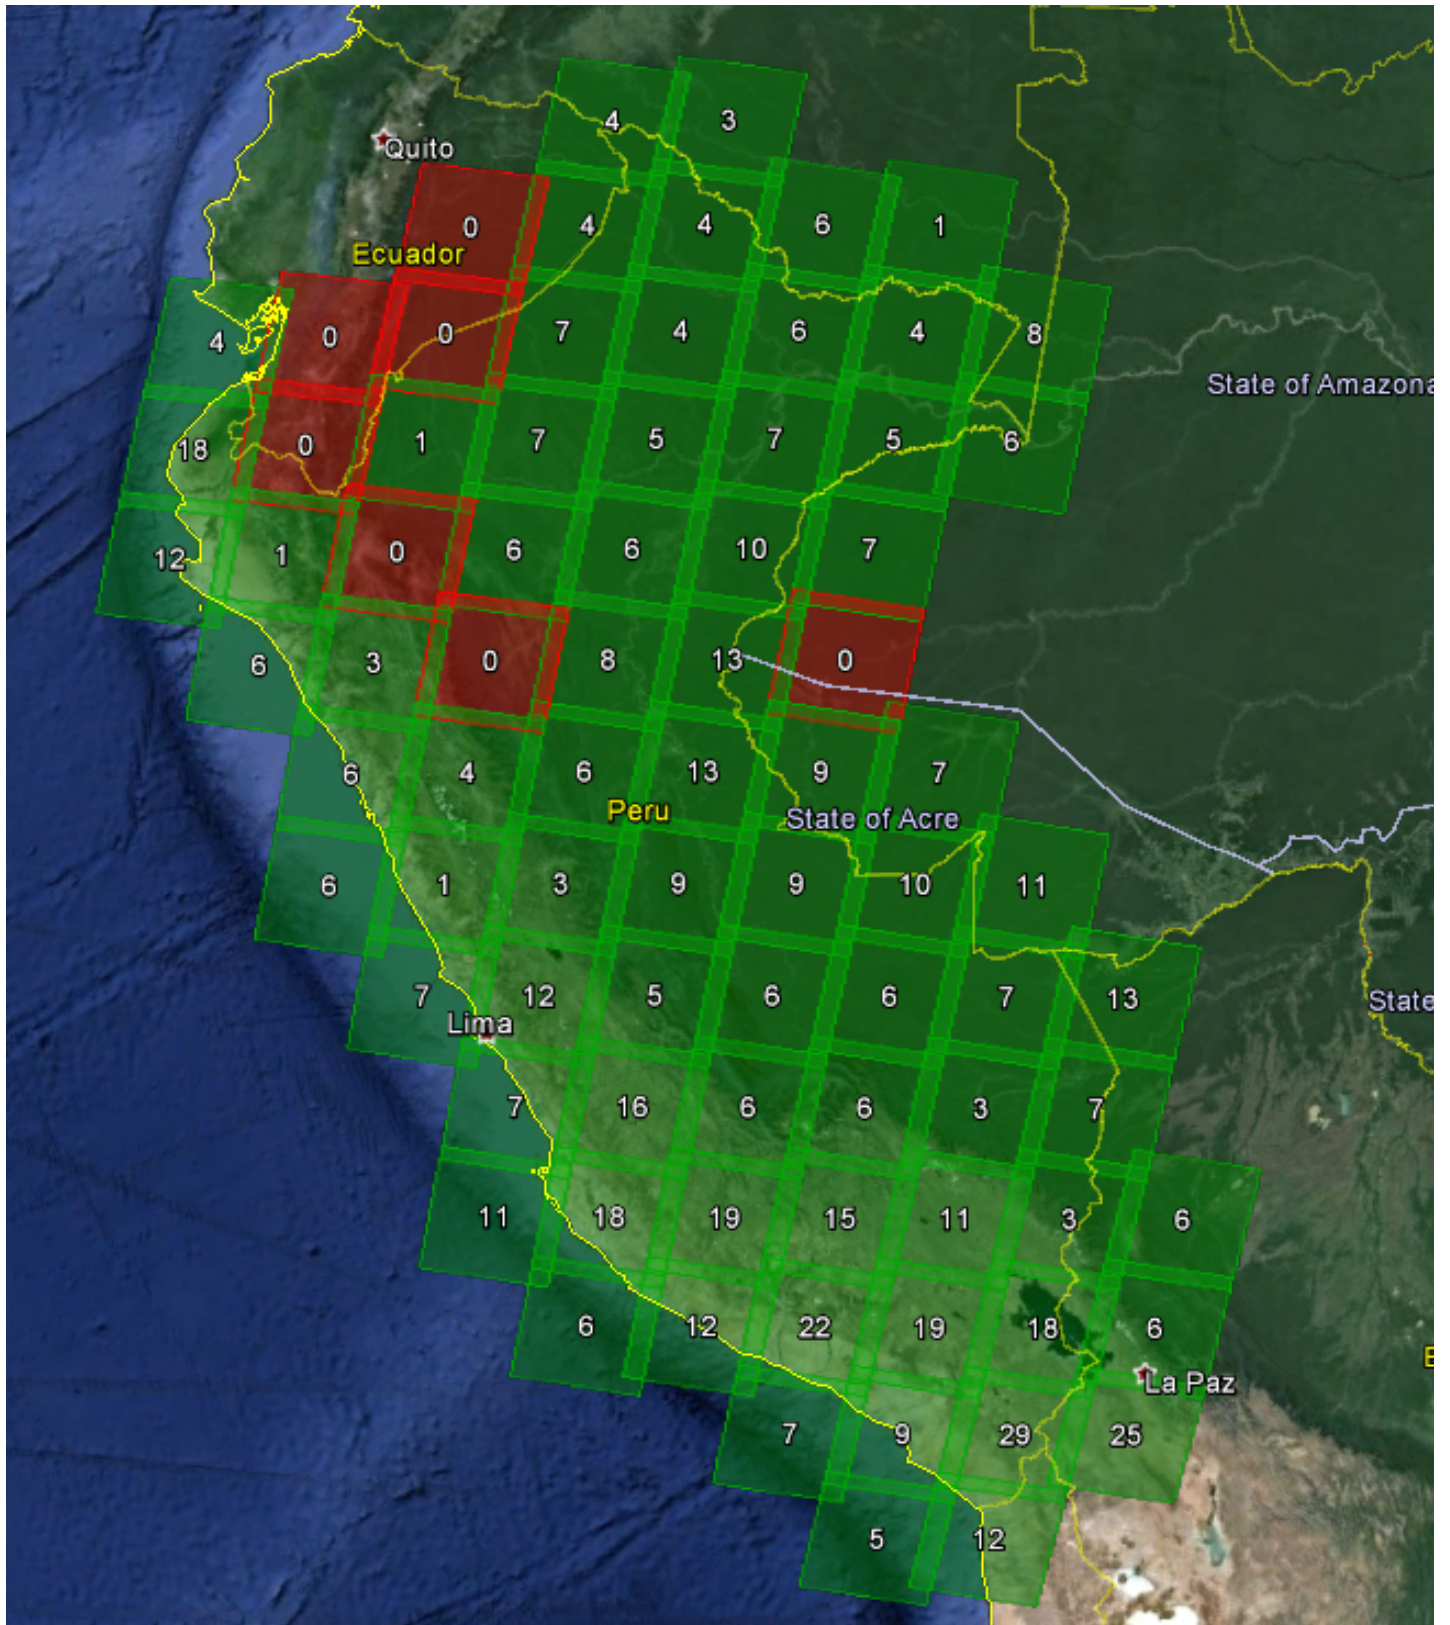 4 3
Quito
0 4 4 6 1
Ecuador
4 0 0 7 4 6 4 8
State of Amazona
18 0 1 7 5 7 5 6
12 1 0 6 6 10 7
6 3 0 8 13 0
6 4 6 13 9 7
Peru State of Acre
6 1 3 9 9 10 11
7 12 5 6 6 7 13
State
Lima
7 16 6 6 3 7
11 18 19 15 11 3 6
6 12 22 19 18 6
La Paz
7 9 29 25
5 12